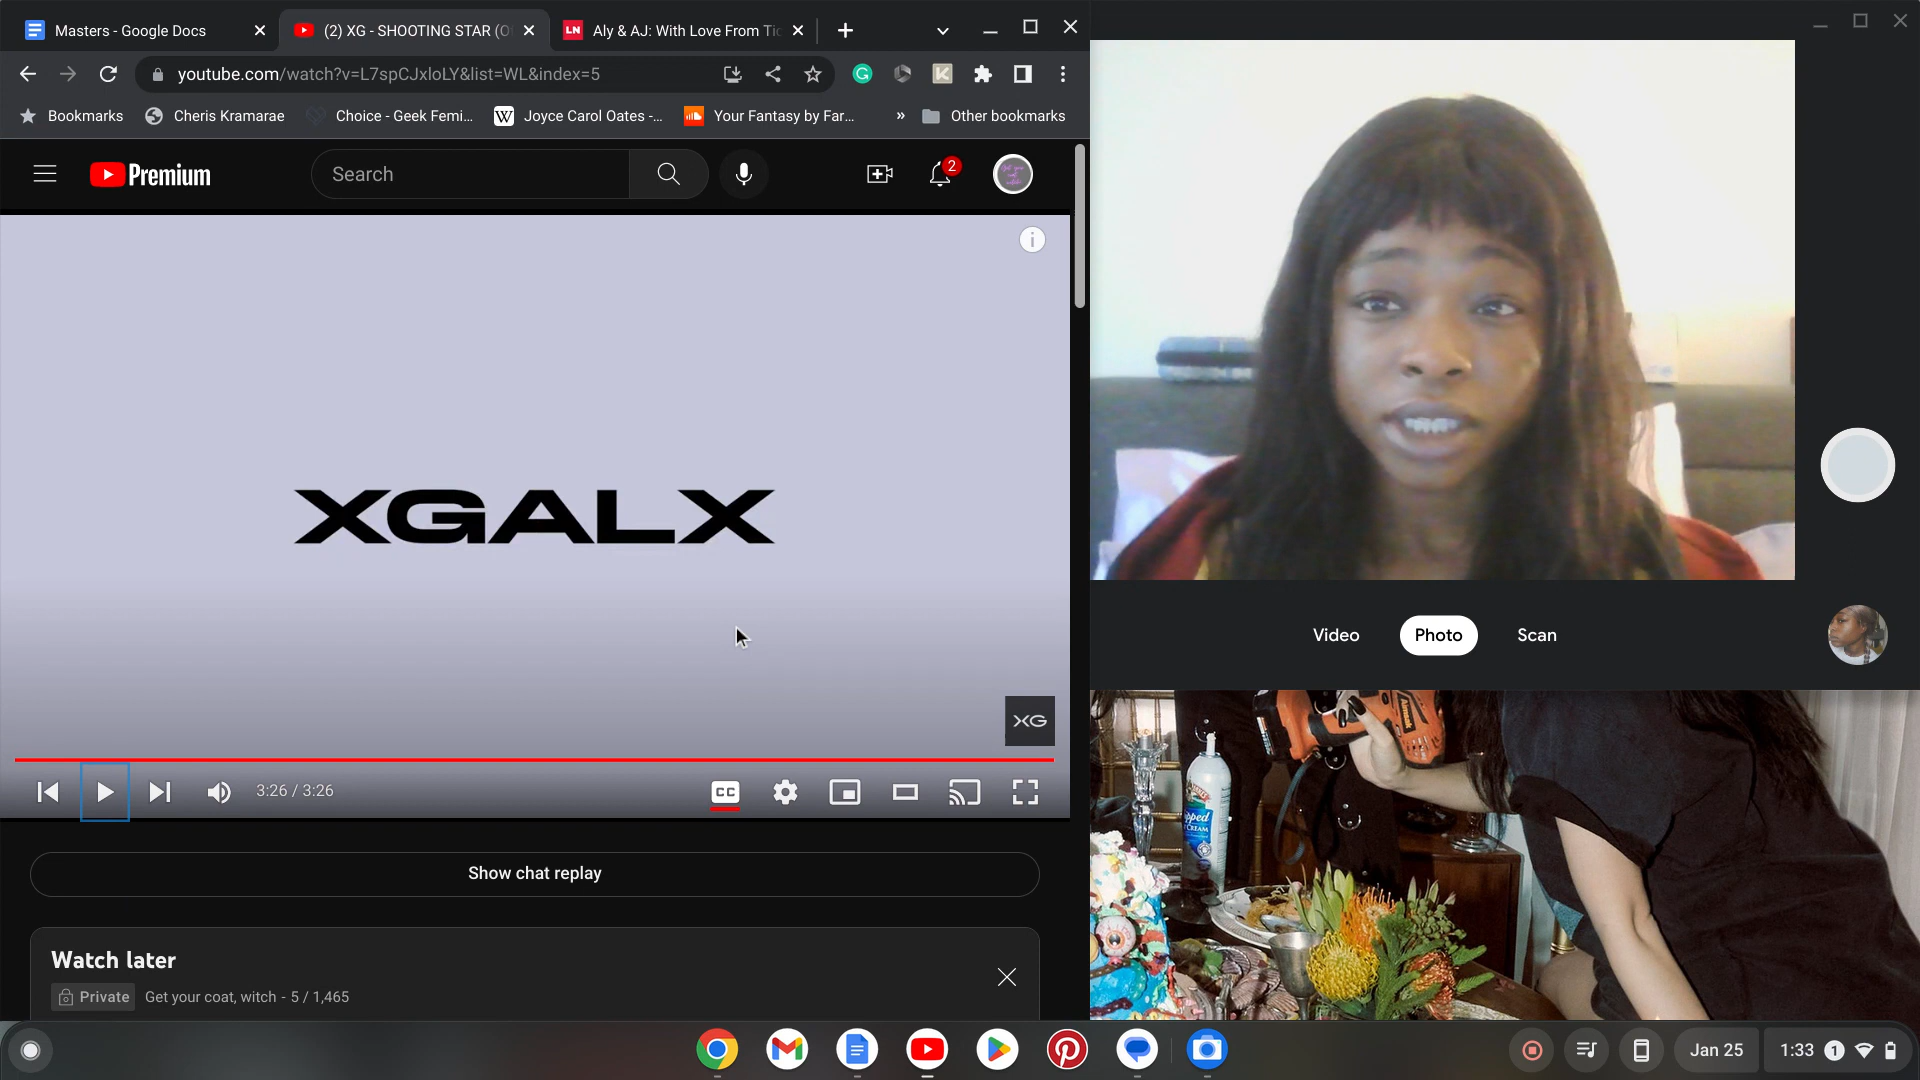 Masters - Google Docs
(2) XG - SHOOTING STAR (O
LN
Aly & AJ: With Love From Tic
youtube.com/watch?v=L7spCJxloLY&list=WL&index=5
Bookmarks
Cheris Kramarae
Choice - Geek Femi...
W
Joyce Carol Oates -...
Your Fantasy by Far...
»
Other bookmarks
Premium
Search
2
XGALX
XG
3:26 / 3:26
CC
Show chat replay
Watch later
Private
Get your coat, witch - 5 / 1,465
Video
Photo
Scan
Jan 25
1:33
1